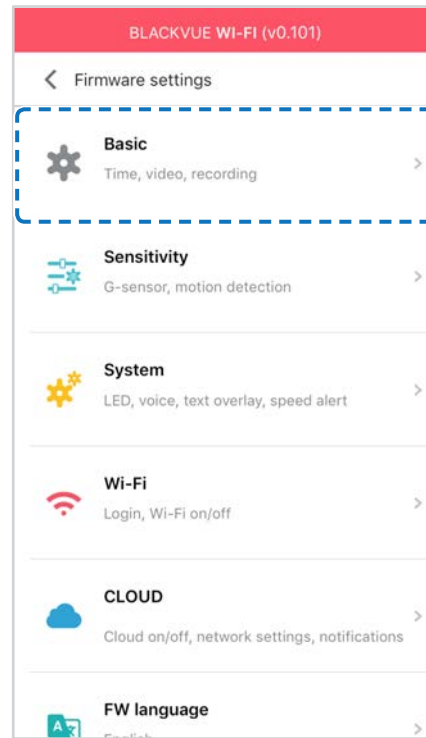 BLACKVUE WI-FI (v0.101)
Firmware settings
Basic
Time, video, recording
Sensitivity
G-sensor, motion detection
System
LED, voice, text overlay, speed alert
Wi-Fi
Login, Wi-Fi on/off
CLOUD
Cloud on/off, network settings, notifications
FW language
English